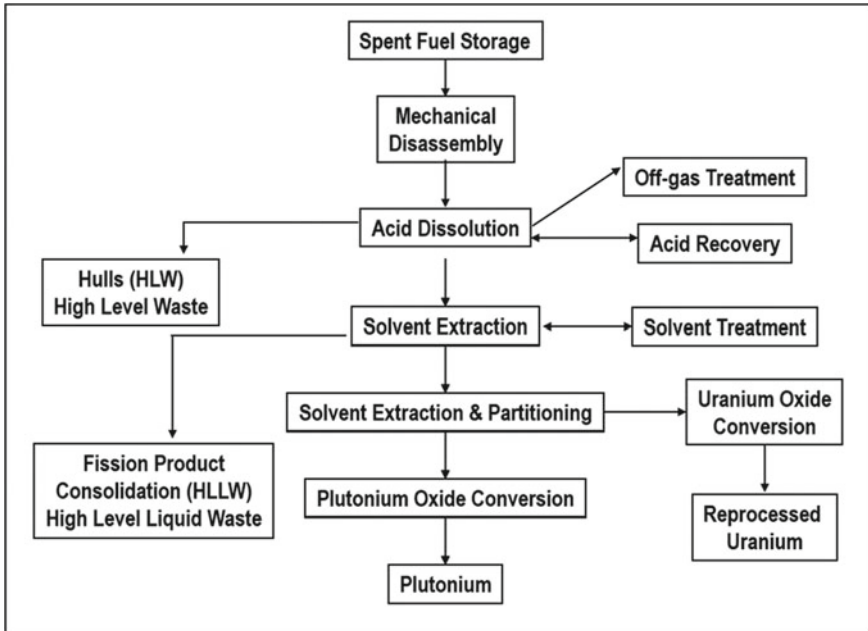 Spent Fuel Storage
Mechanical
Disassembly
Off-gas Treatment
Acid Dissolution
Acid Recovery
Hulls (HLW)
High Level Waste
Solvent Extraction
Solvent Treatment
Solvent Extraction & Partitioning
Uranium Oxide
Conversion
Fission Product
Consolidation (HLLW)
High Level Liquid Waste
Plutonium Oxide Conversion
Reprocessed
Uranium
Plutonium